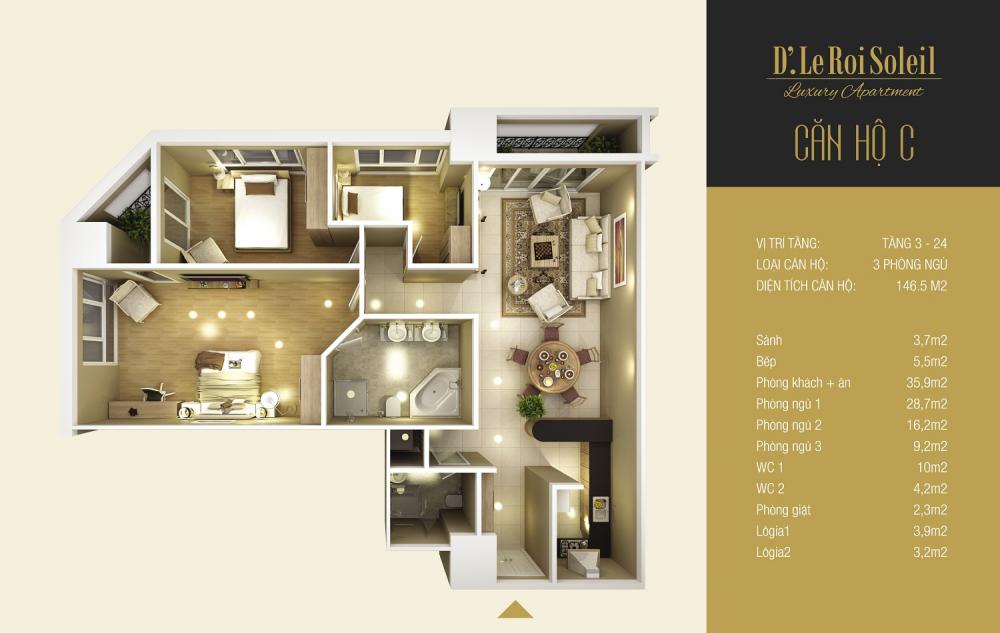 D'. Le Roi Soleil
Luxury Apartment
CĂN HỘ C
VỊ TRÍ TẦNG: TẦNG 3 - 24
LOẠI CĂN HỘ: 3 PHÒNG NGỦ
DIỆN TÍCH CĂN HỘ: 146.5 M2
Sảnh 3,7m2
Bếp 5,5m2
Phòng khách + ăn 35,9m2
Phòng ngủ 1 28,7m2
Phòng ngủ 2 16,2m2
Phòng ngủ 3 9,2m2
WC 1 10m2
WC 2 4,2m2
Phòng giặt 2,3m2
Lôgia1 3,9m2
Lôgia2 3,2m2